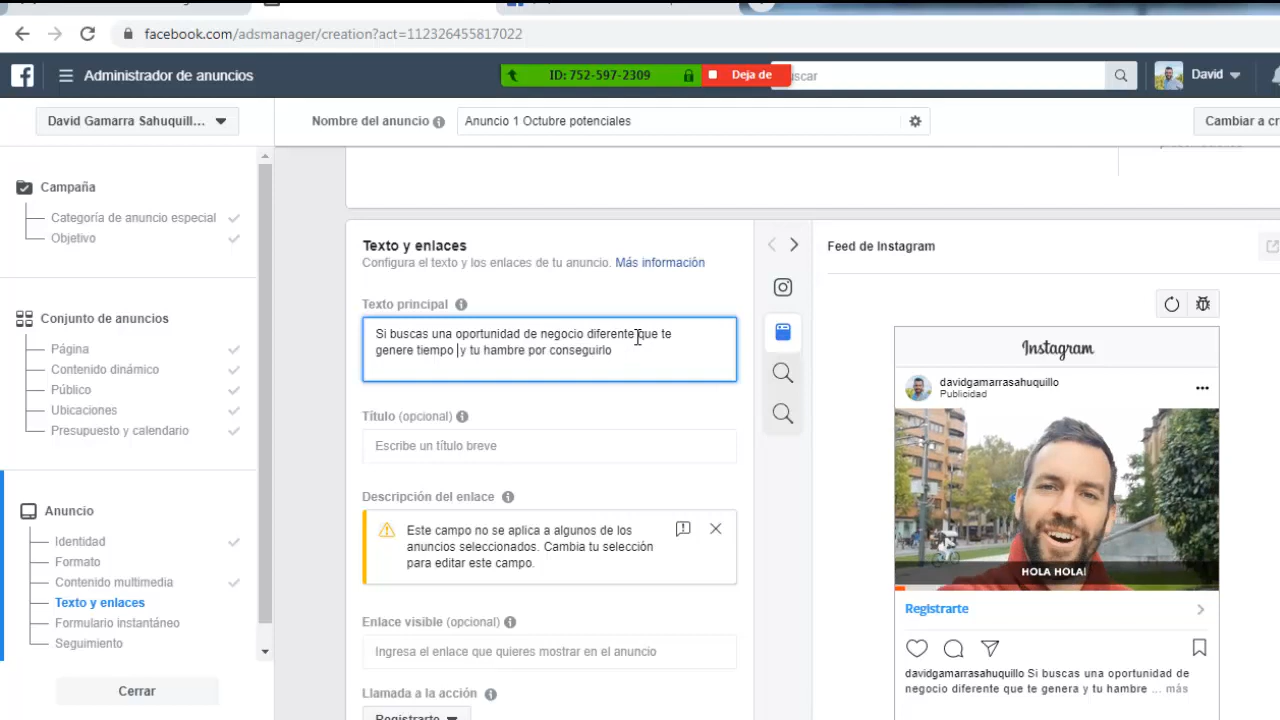 facebook.com/adsmanager/creation?act=112326455817022
Administrador de anuncios
ID: 752-597-2309
Deja de
scar
David
David Gamarra Sahuquill...
Nombre del anuncio
Anuncio 1 Octubre potenciales
Cambiar a cr
Campaña
Categoría de anuncio especial
Objetivo
Conjunto de anuncios
Página
Contenido dinámico
Público
Ubicaciones
Presupuesto y calendario
Anuncio
Identidad
Formato
Contenido multimedia
Texto y enlaces
Formulario instantáneo
Seguimiento
Cerrar
Texto y enlaces
Configura el texto y los enlaces de tu anuncio. Más información
Texto principal
Si buscas una oportunidad de negocio diferente que te
genere tiempo y tu hambre por conseguirlo
Título (opcional)
Escribe un título breve
Descripción del enlace
Este campo no se aplica a algunos de los
anuncios seleccionados. Cambia tu selección
para editar este campo.
Enlace visible (opcional)
Ingresa el enlace que quieres mostrar en el anuncio
Llamada a la acción
Registrarte
Feed de Instagram
Instagram
davidgamarrasahuquillo
Publicidad
HOLA HOLA!
Registrarte
davidgamarrasahuquillo Si buscas una oportunidad de
negocio diferente que te genera y tu hambre ... más